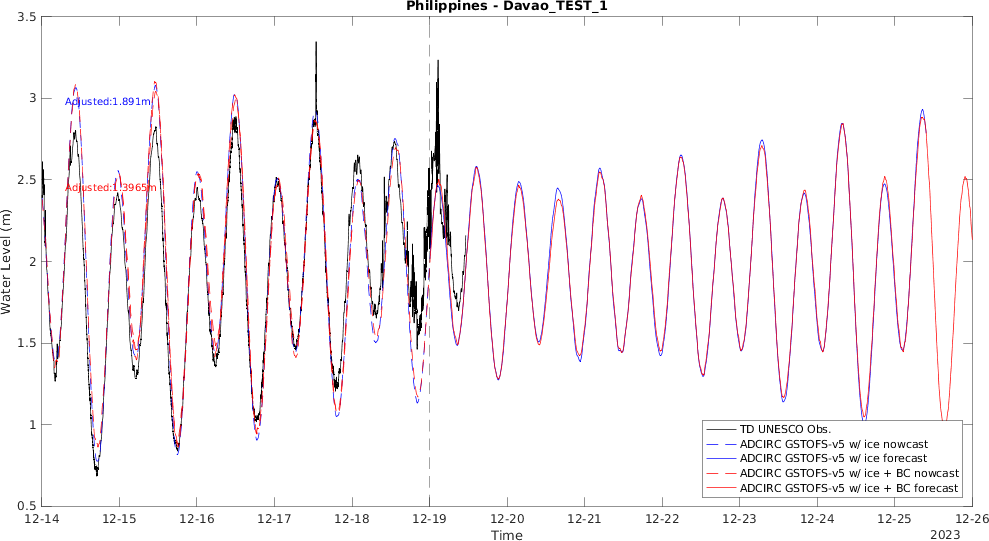 Philippines - Davao_TEST_1
3.5
3
2.5
2
1.5
1
0.5
Water Level (m)
Adjusted:1.891m
Adjusted:1.3965m
TD UNESCO Obs.
ADCIRC GSTOFS-v5 w/ ice nowcast
ADCIRC GSTOFS-v5 w/ ice forecast
ADCIRC GSTOFS-v5 w/ ice + BC nowcast
ADCIRC GSTOFS-v5 w/ ice + BC forecast
12-14 12-15 12-16 12-17 12-18 12-19 12-20 12-21 12-22 12-23 12-24 12-25 12-26
Time
2023